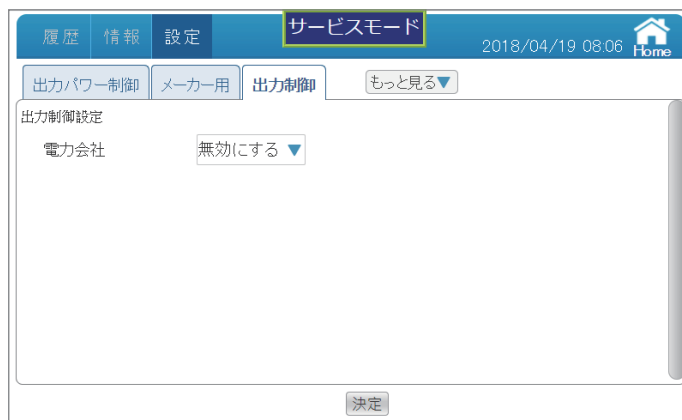 サービスモード
履歴 情報 設定 2018/04/19 08:06 Home
出力パワー制御 メーカー用 出力制御 もっと見る▼
出力制御設定
電力会社 無効にする ▼
決定